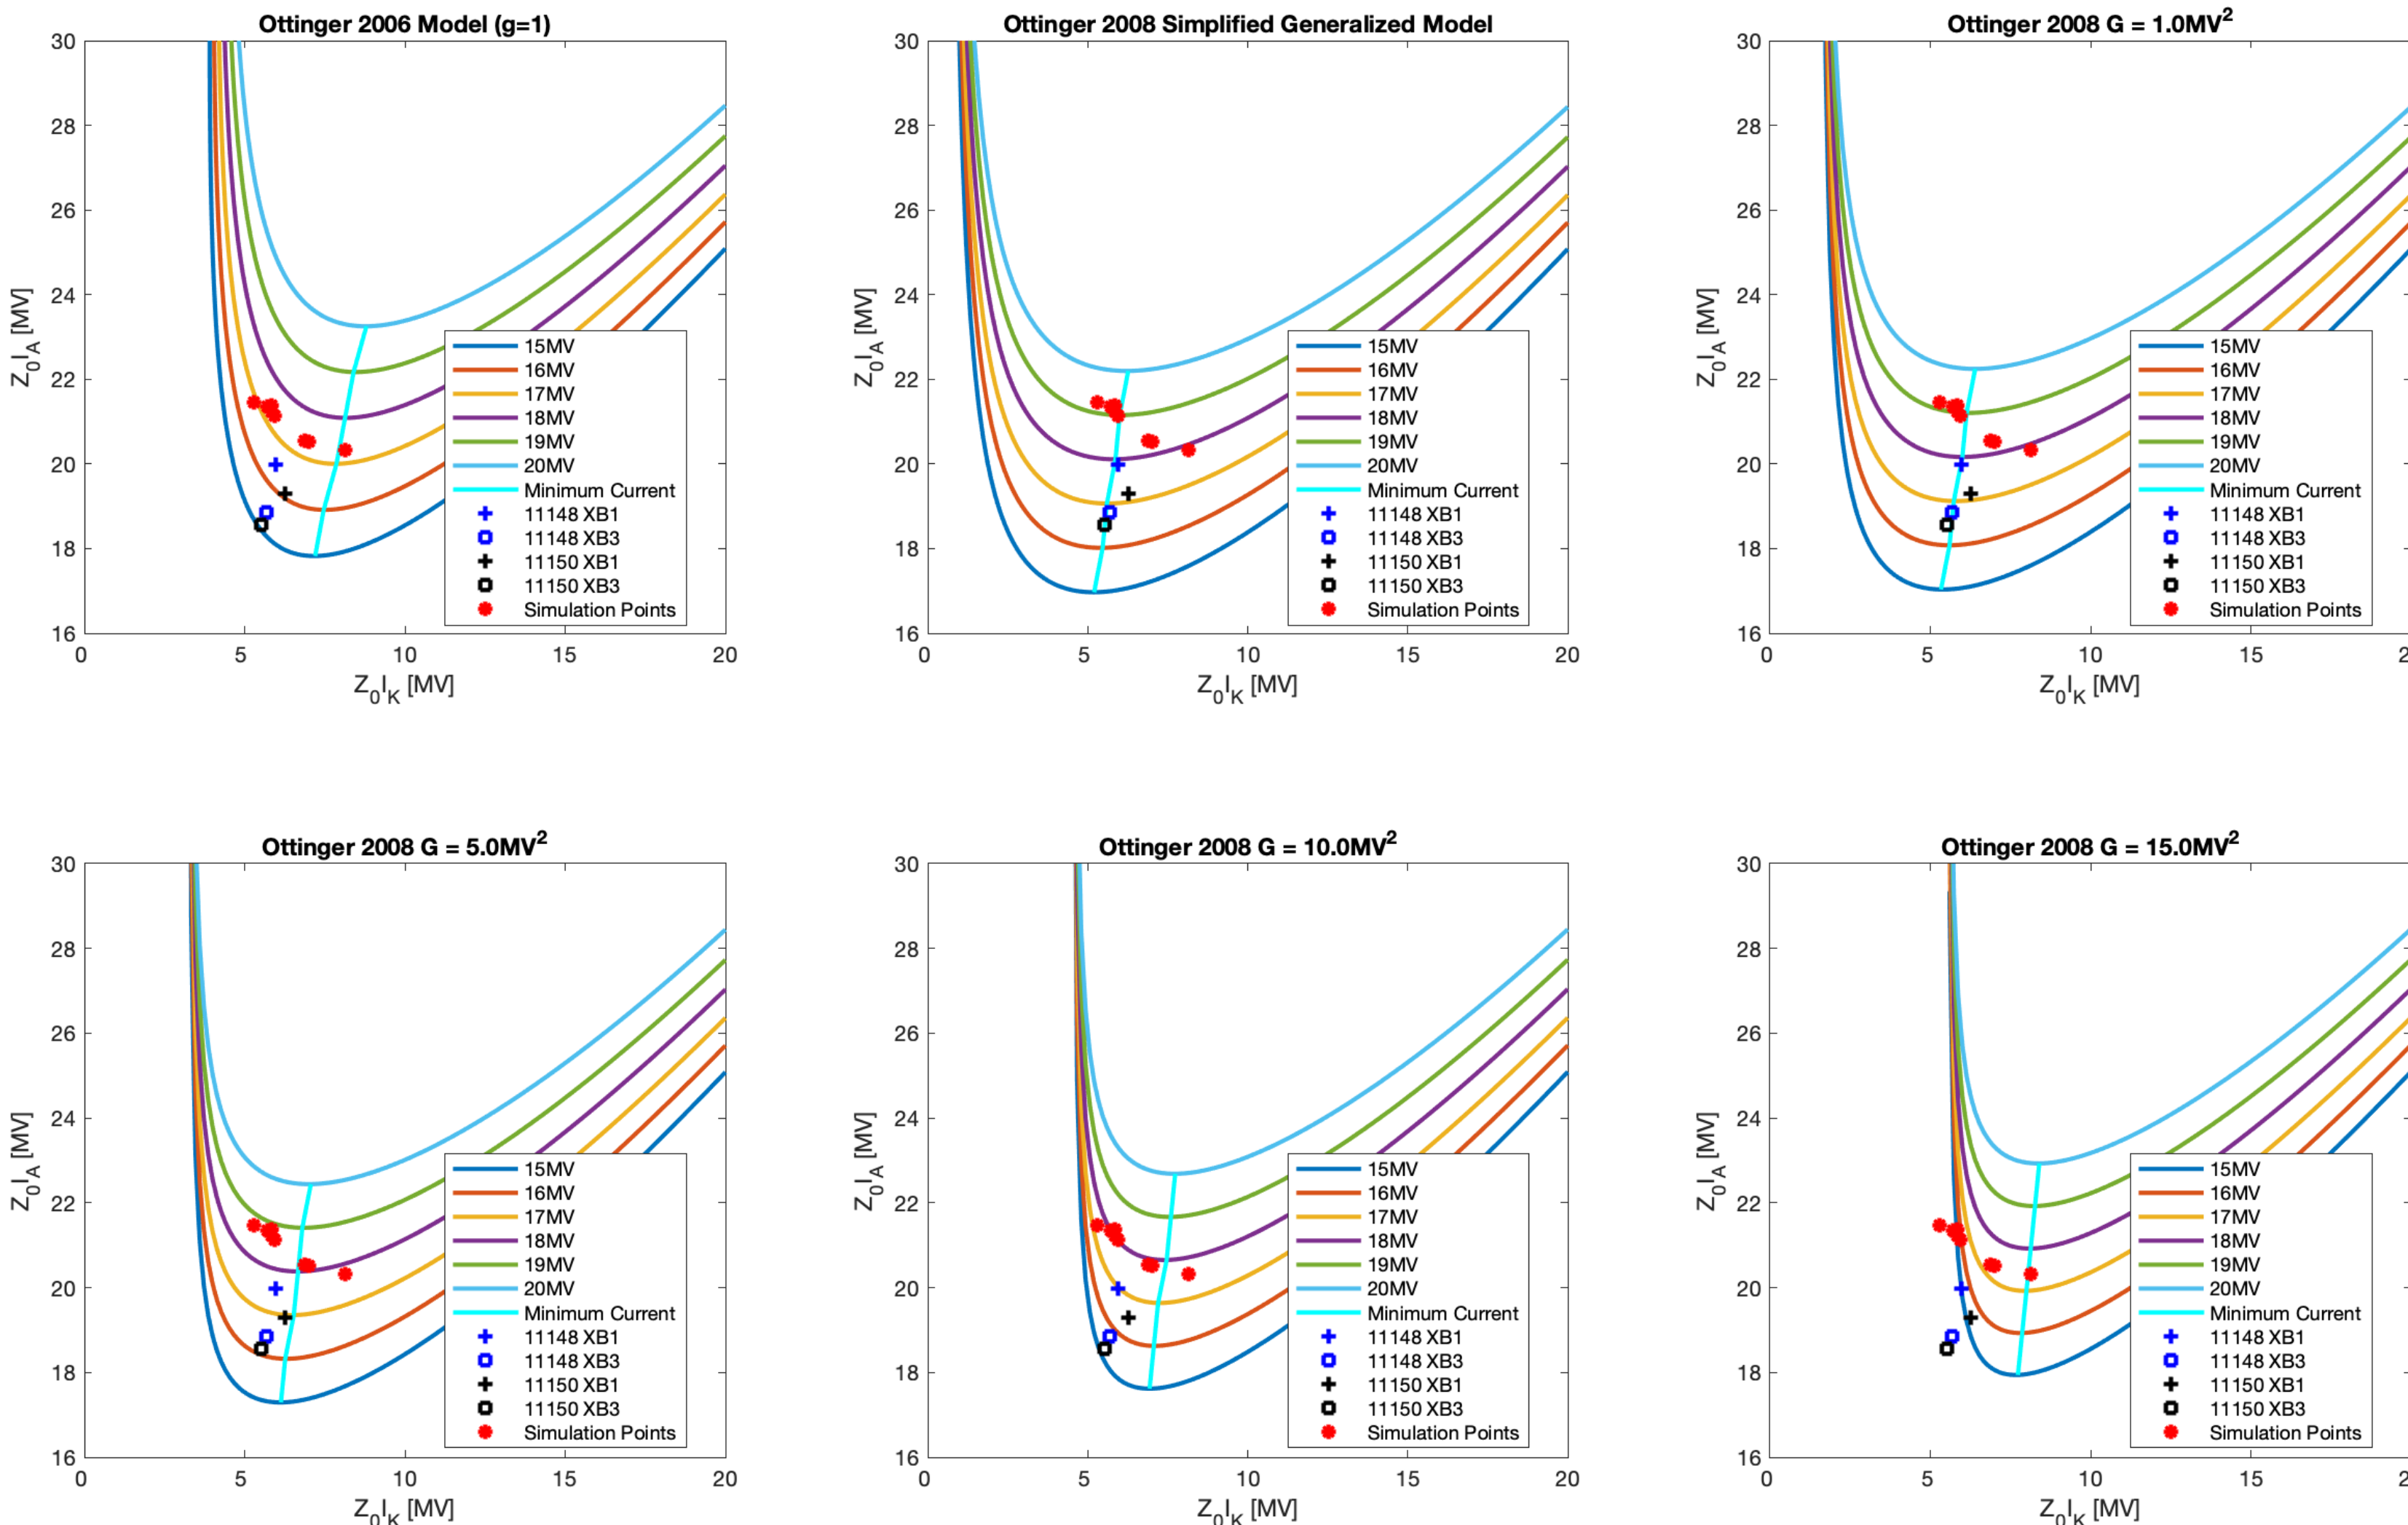 Ottinger 2006 Model (g=1)
30
28
26
24
22
20
18
16
0
5
10
15
20
Z0IA [MV]
Z0IK [MV]
15MV
16MV
17MV
18MV
19MV
20MV
Minimum Current
11148 XB1
11148 XB3
11150 XB1
11150 XB3
Simulation Points
Ottinger 2008 Simplified Generalized Model
30
28
26
24
22
20
18
16
0
5
10
15
20
Z0IA [MV]
Z0IK [MV]
15MV
16MV
17MV
18MV
19MV
20MV
Minimum Current
11148 XB1
11148 XB3
11150 XB1
11150 XB3
Simulation Points
Ottinger 2008 G = 1.0MV²
30
28
26
24
22
20
18
16
0
5
10
15
Z0IA [MV]
Z0IK [MV]
15MV
16MV
17MV
18MV
19MV
20MV
Minimum Current
11148 XB1
11148 XB3
11150 XB1
11150 XB3
Simulation Points
Ottinger 2008 G = 5.0MV²
30
28
26
24
22
20
18
16
0
5
10
15
20
Z0IA [MV]
Z0IK [MV]
15MV
16MV
17MV
18MV
19MV
20MV
Minimum Current
11148 XB1
11148 XB3
11150 XB1
11150 XB3
Simulation Points
Ottinger 2008 G = 10.0MV²
30
28
26
24
22
20
18
16
0
5
10
15
20
Z0IA [MV]
Z0IK [MV]
15MV
16MV
17MV
18MV
19MV
20MV
Minimum Current
11148 XB1
11148 XB3
11150 XB1
11150 XB3
Simulation Points
Ottinger 2008 G = 15.0MV²
30
28
26
24
22
20
18
16
0
5
10
15
Z0IA [MV]
Z0IK [MV]
15MV
16MV
17MV
18MV
19MV
20MV
Minimum Current
11148 XB1
11148 XB3
11150 XB1
11150 XB3
Simulation Points